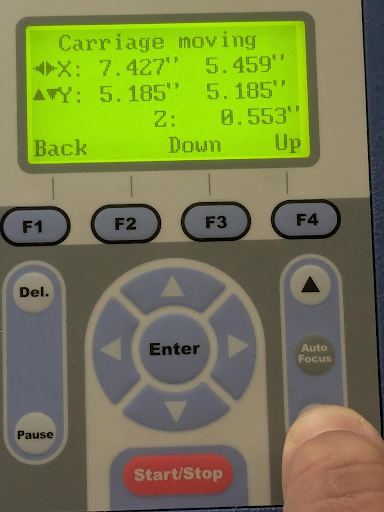 Carriage moving
◄►X: 7.427" 5.459"
▲▼Y: 5.185" 5.185"
Z: 0.553"
Back Down Up
F1 F2 F3 F4
Del.
Enter
Auto
Focus
Pause
Start/Stop